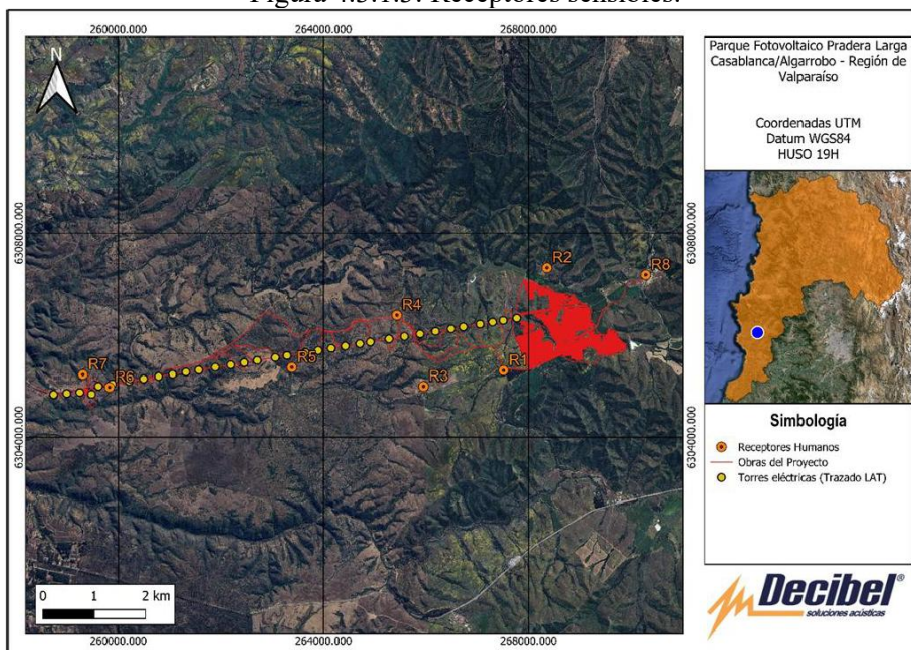 Figura 4.3.1.3. Receptores sensibles.
260000.000
264000.000
268000.000
N
6308000.000
6304000.000
R2
R8
R4
R1
R5
R3
R7
R6
0 1 2 km
6308000.000
6304000.000
260000.000
264000.000
268000.000
Parque Fotovoltaico Pradera Larga
Casablanca/Algarrobo - Región de
Valparaíso
Coordenadas UTM
Datum WGS84
HUSO 19H
Simbología
Receptores Humanos
Obras del Proyecto
Torres eléctricas (Trazado LAT)
Decibel®
soluciones acústicas